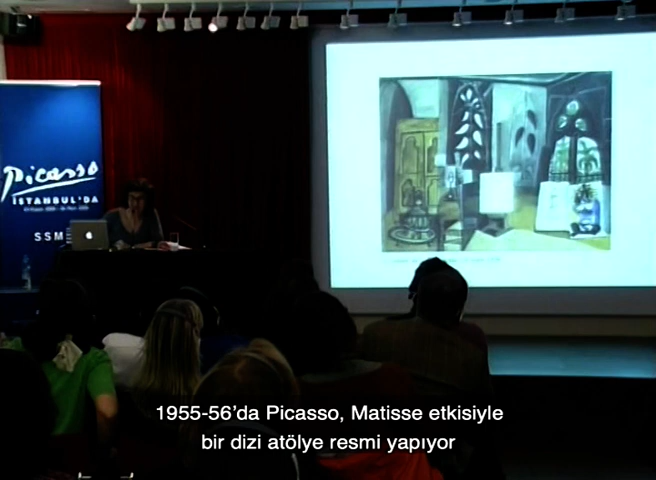 Picasso
İSTANBUL'DA
SSM
1955-56'da Picasso, Matisse etkisiyle
bir dizi atölye resmi yapıyor